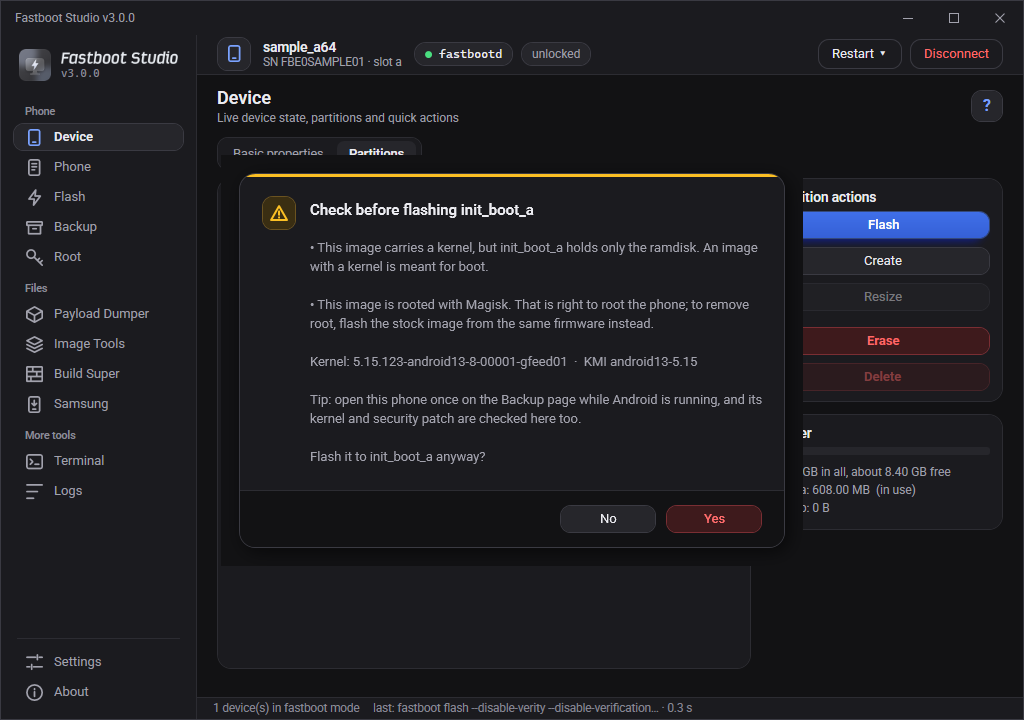 Fastboot Studio v3.0.0
Fastboot Studio
v3.0.0
Phone
Device
Phone
Flash
Backup
Root
Files
Payload Dumper
Image Tools
Build Super
Samsung
More tools
Terminal
Logs
Settings
About
sample_a64
SN FBE0SAMPLE01 · slot a
fastbootd
unlocked
Restart ▾
Disconnect
Device
Live device state, partitions and quick actions
?
Basic properties
Partitions
Check before flashing init_boot_a
• This image carries a kernel, but init_boot_a holds only the ramdisk. An image
with a kernel is meant for boot.
• This image is rooted with Magisk. That is right to root the phone; to remove
root, flash the stock image from the same firmware instead.
Kernel: 5.15.123-android13-8-00001-gfeed01 · KMI android13-5.15
Tip: open this phone once on the Backup page while Android is running, and its
kernel and security patch are checked here too.
Flash it to init_boot_a anyway?
No
Yes
ition actions
Flash
Create
Resize
Erase
Delete
er
GB in all, about 8.40 GB free
a: 608.00 MB (in use)
: 0 B
1 device(s) in fastboot mode
last: fastboot flash --disable-verity --disable-verification... · 0.3 s